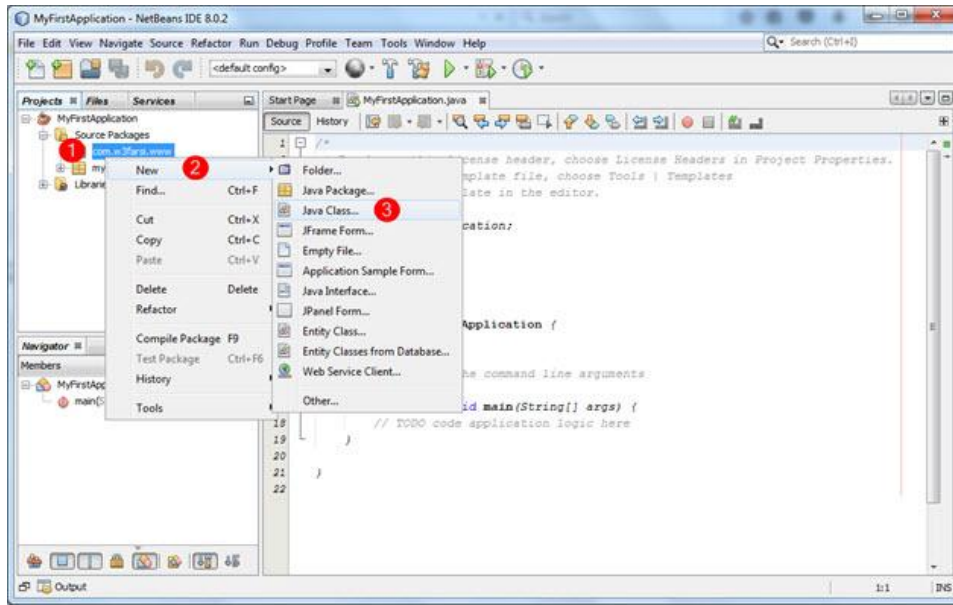 MyFirstApplication - NetBeans IDE 8.0.2
File Edit View Navigate Source Refactor Run Debug Profile Team Tools Window Help
Search (Ctrl+I)
<default config>
Projects Files Services
Start Page MyFirstApplication.java
MyFirstApplication
Source History
Source Packages
1 /*
1 com.w3farsi.www
cense header, choose License Headers in Project Properties.
my
New 2
Folder...
mplate file, choose Tools | Templates
Librarie
Find... Ctrl+F
Java Package...
late in the editor.
Java Class... 3
Cut Ctrl+X
JFrame Form...
cation;
Copy Ctrl+C
Empty File...
Paste Ctrl+V
Application Sample Form...
Delete Delete
Java Interface...
Refactor
JPanel Form...
Application {
Compile Package F9
Entity Class...
Test Package Ctrl+F6
Entity Classes from Database...
History
Web Service Client...
he command line arguments
Tools
Other...
id main(String[] args) {
Navigator
Members
MyFirstApp
main(S
18 // TODO code application logic here
19 }
20
21 }
22
Output
1:1 INS